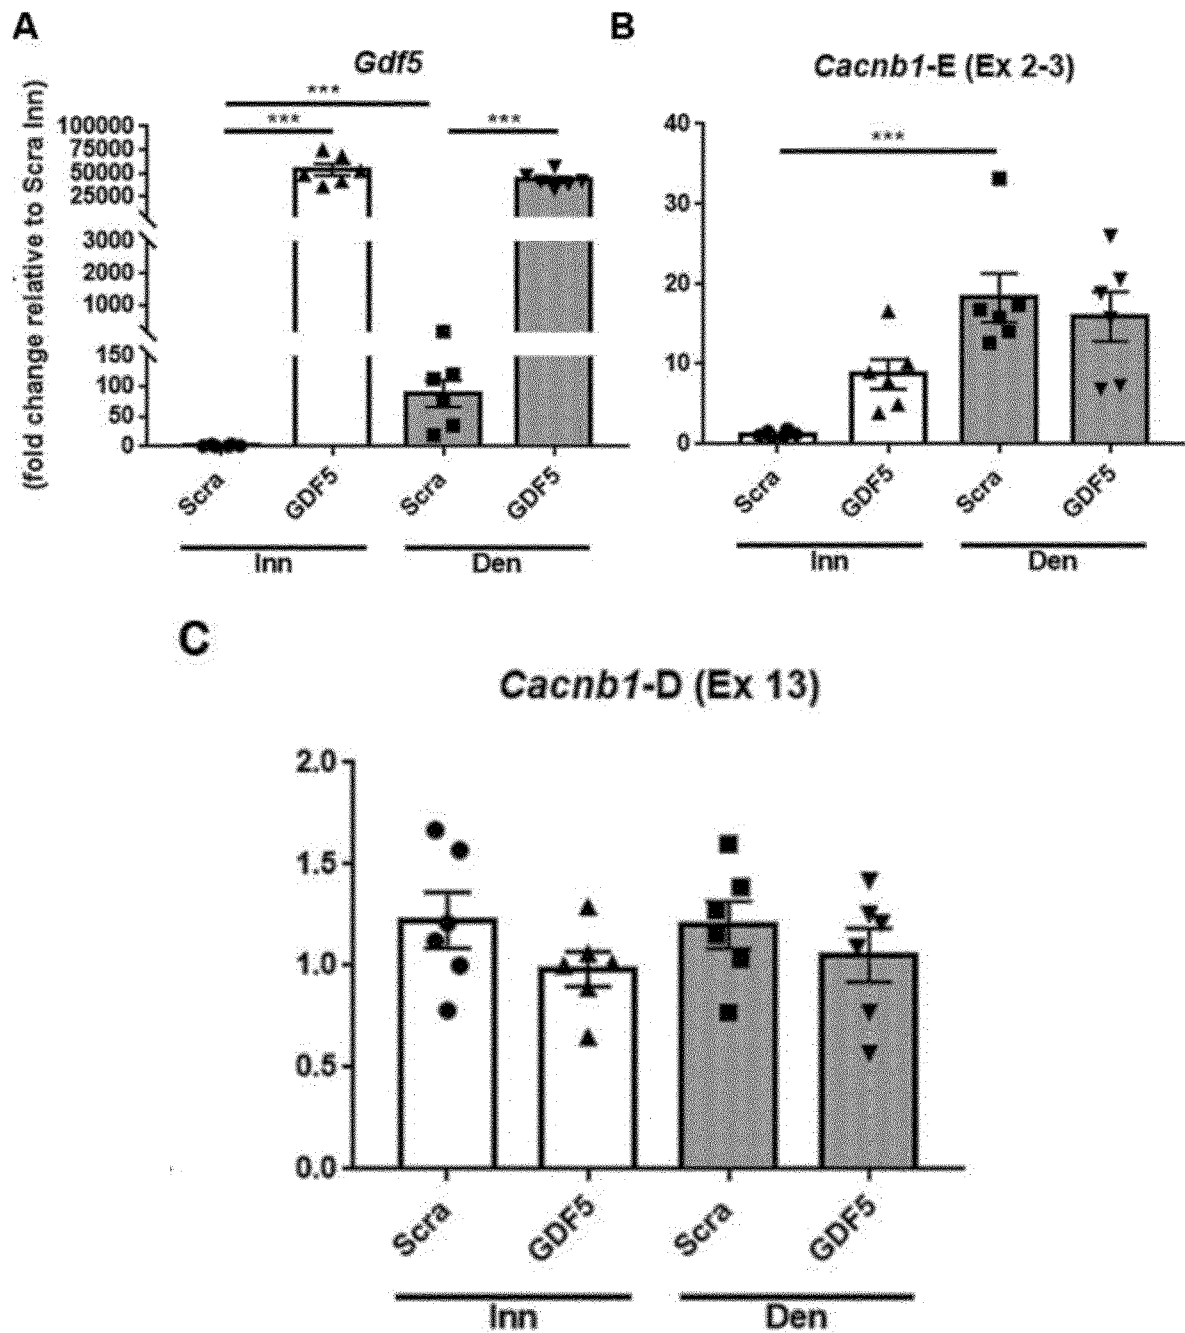 A
Gdf5
(fold change relative to Scra Inn)
***
***
***
100000
75000
50000
25000
3000
2000
1000
150
100
50
0
Scra
GDF5
Scra
GDF5
Inn
Den
B
Cacnb1-E (Ex 2-3)
***
40
30
20
10
0
Scra
GDF5
Scra
GDF5
Inn
Den
C
Cacnb1-D (Ex 13)
2.0
1.5
1.0
0.5
0.0
Scra
GDF5
Scra
GDF5
Inn
Den